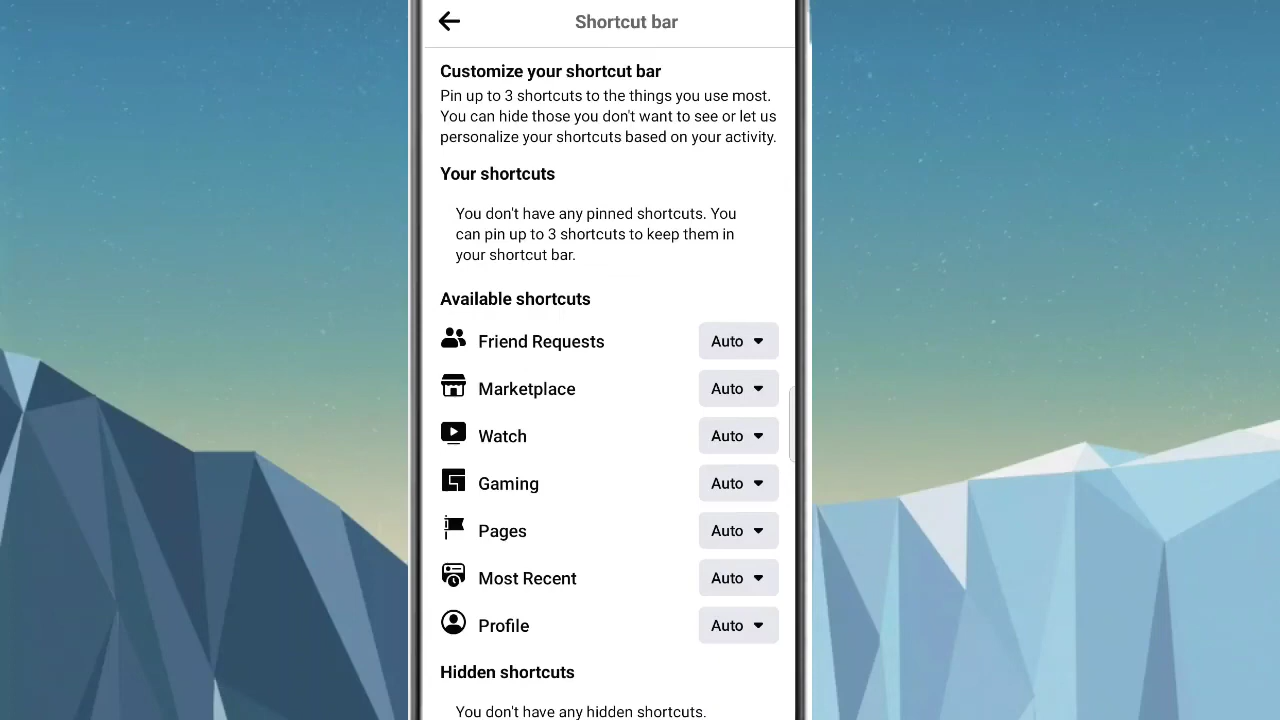 Shortcut bar
Customize your shortcut bar
Pin up to 3 shortcuts to the things you use most.
You can hide those you don't want to see or let us
personalize your shortcuts based on your activity.
Your shortcuts
You don't have any pinned shortcuts. You
can pin up to 3 shortcuts to keep them in
your shortcut bar.
Available shortcuts
Friend Requests Auto
Marketplace Auto
Watch Auto
Gaming Auto
Pages Auto
Most Recent Auto
Profile Auto
Hidden shortcuts
You don't have any hidden shortcuts.